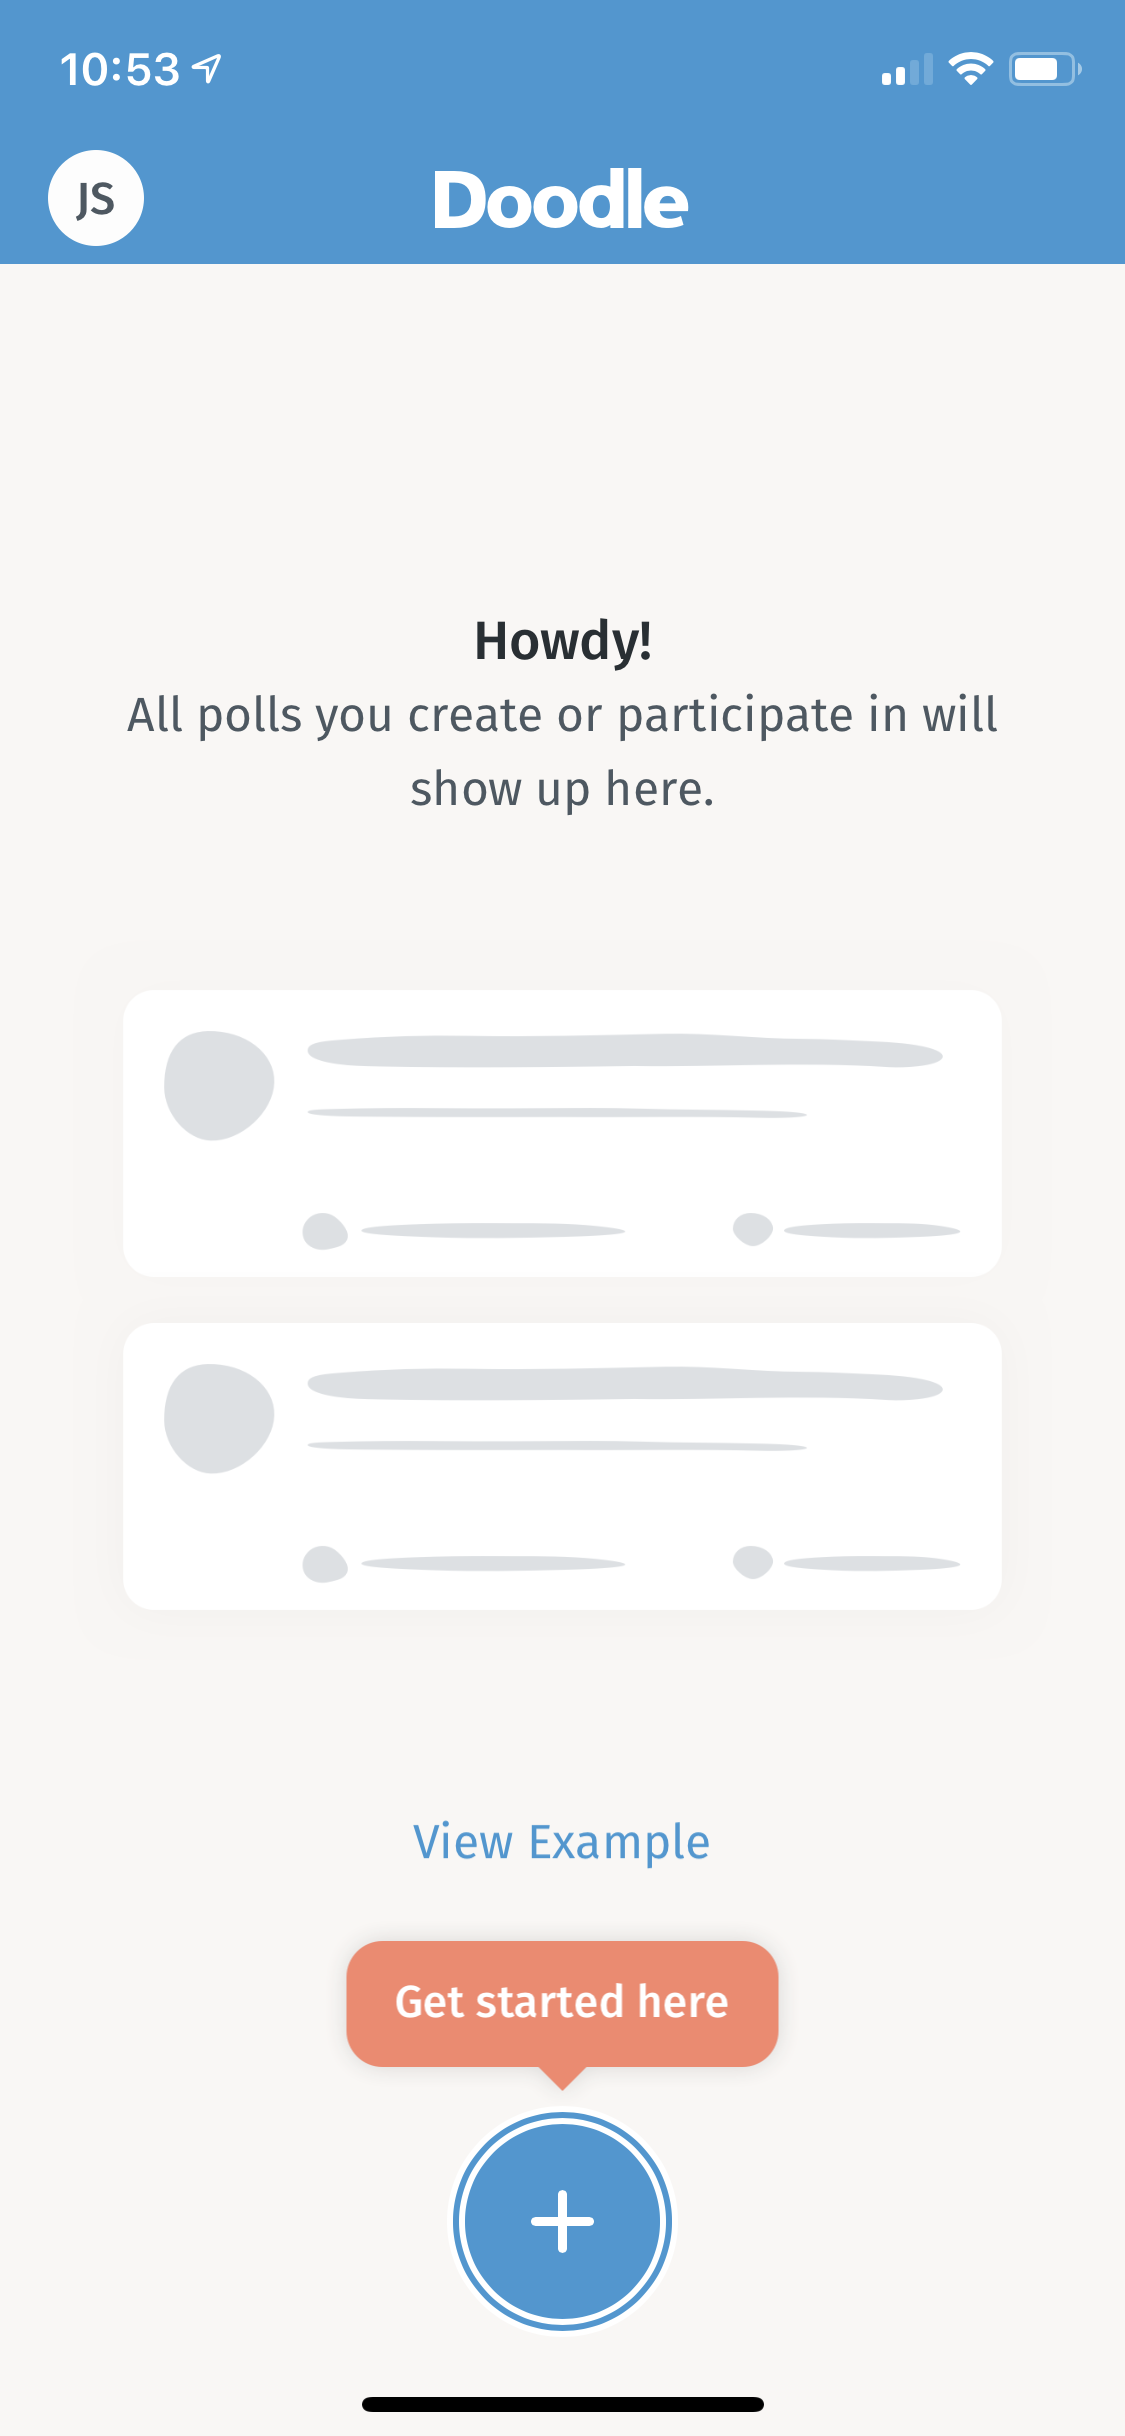 10:53
JS
Doodle
Howdy!
All polls you create or participate in will
show up here.
View Example
Get started here